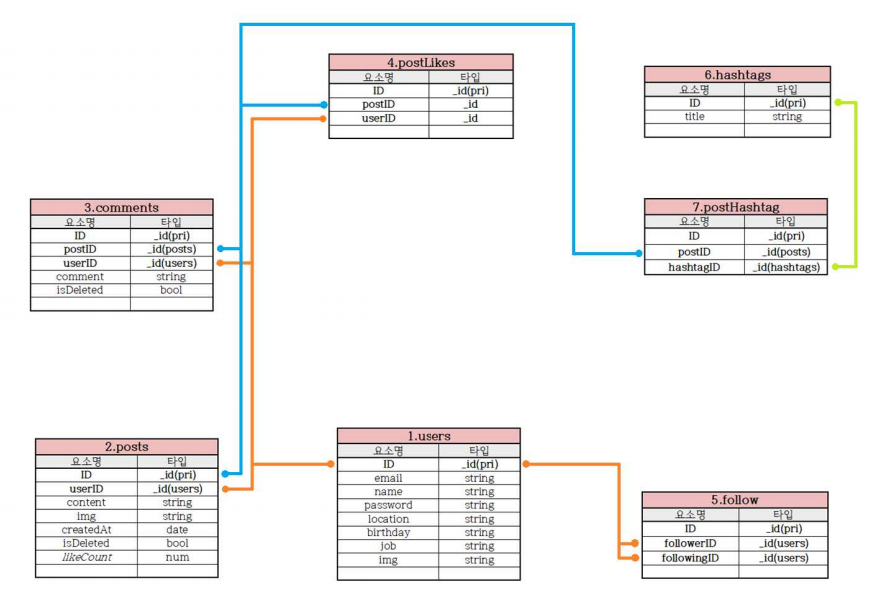 4.postLikes
요소명 타입
ID _id(pri)
postID _id
userID _id
6.hashtags
요소명 타입
ID _id(pri)
title string
3.comments
요소명 타입
ID _id(pri)
postID _id(posts)
userID _id(users)
comment string
isDeleted bool
7.postHashtag
요소명 타입
ID _id(pri)
postID _id(posts)
hashtagID _id(hashtags)
2.posts
요소명 타입
ID _id(pri)
userID _id(users)
content string
img string
createdAt date
isDeleted bool
likeCount num
1.users
요소명 타입
ID _id(pri)
email string
name string
password string
location string
birthday string
job string
img string
5.follow
요소명 타입
ID _id(pri)
followerID _id(users)
followingID _id(users)